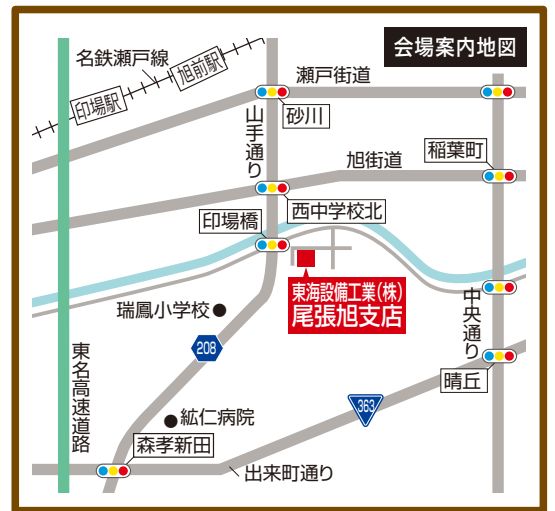 会場案内地図
名鉄瀬戸線
旭前駅
印場駅
瀬戸街道
砂川
山手通り
稲葉町
旭街道
西中学校北
印場橋
東海設備工業(株)
尾張旭支店
瑞鳳小学校
中央通り
208
東名高速道路
晴丘
363
紘仁病院
森孝新田
出来町通り